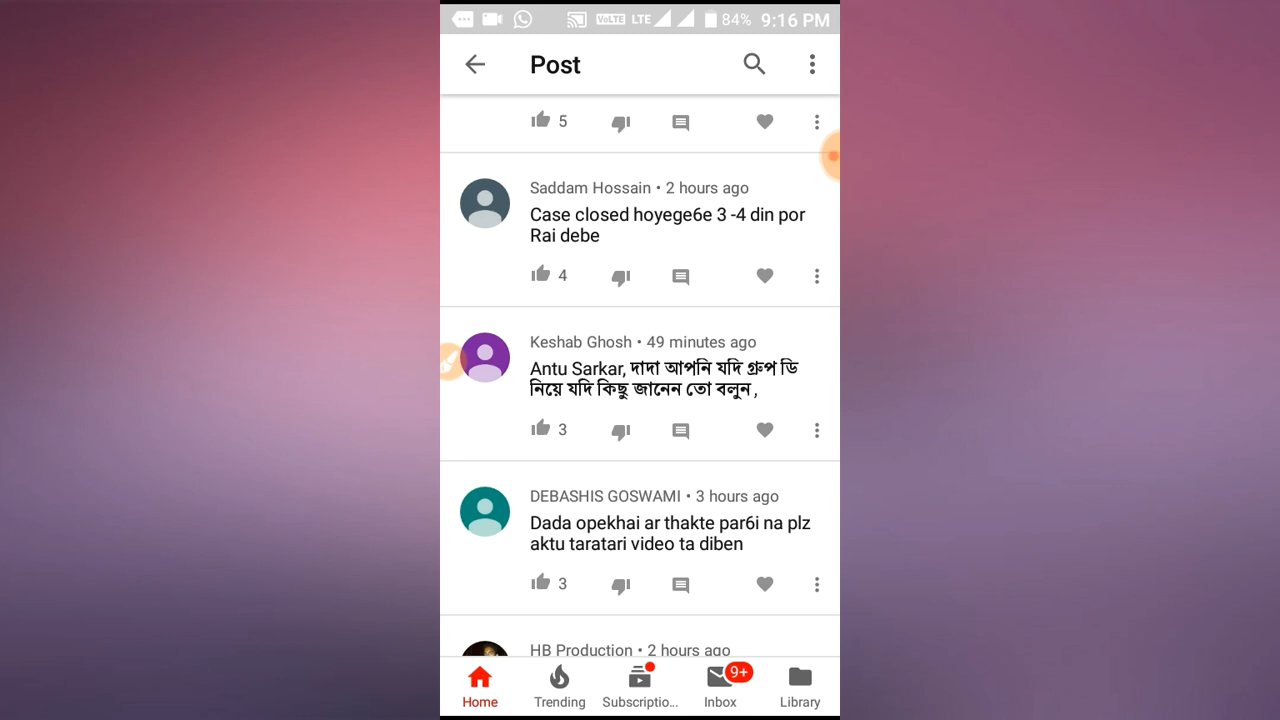 VoLTE LTE 84% 9:16 PM
Post
5
Saddam Hossain • 2 hours ago
Case closed hoyege6e 3 -4 din por
Rai debe
4
Keshab Ghosh • 49 minutes ago
Antu Sarkar, দাদা আপনি যদি গ্রুপ ডি
নিয়ে যদি কিছু জানেন তো বলুন ,
3
DEBASHIS GOSWAMI • 3 hours ago
Dada opekhai ar thakte par6i na plz
aktu taratari video ta diben
3
HB Production • 2 hours ago
9+
Home Trending Subscriptio... Inbox Library